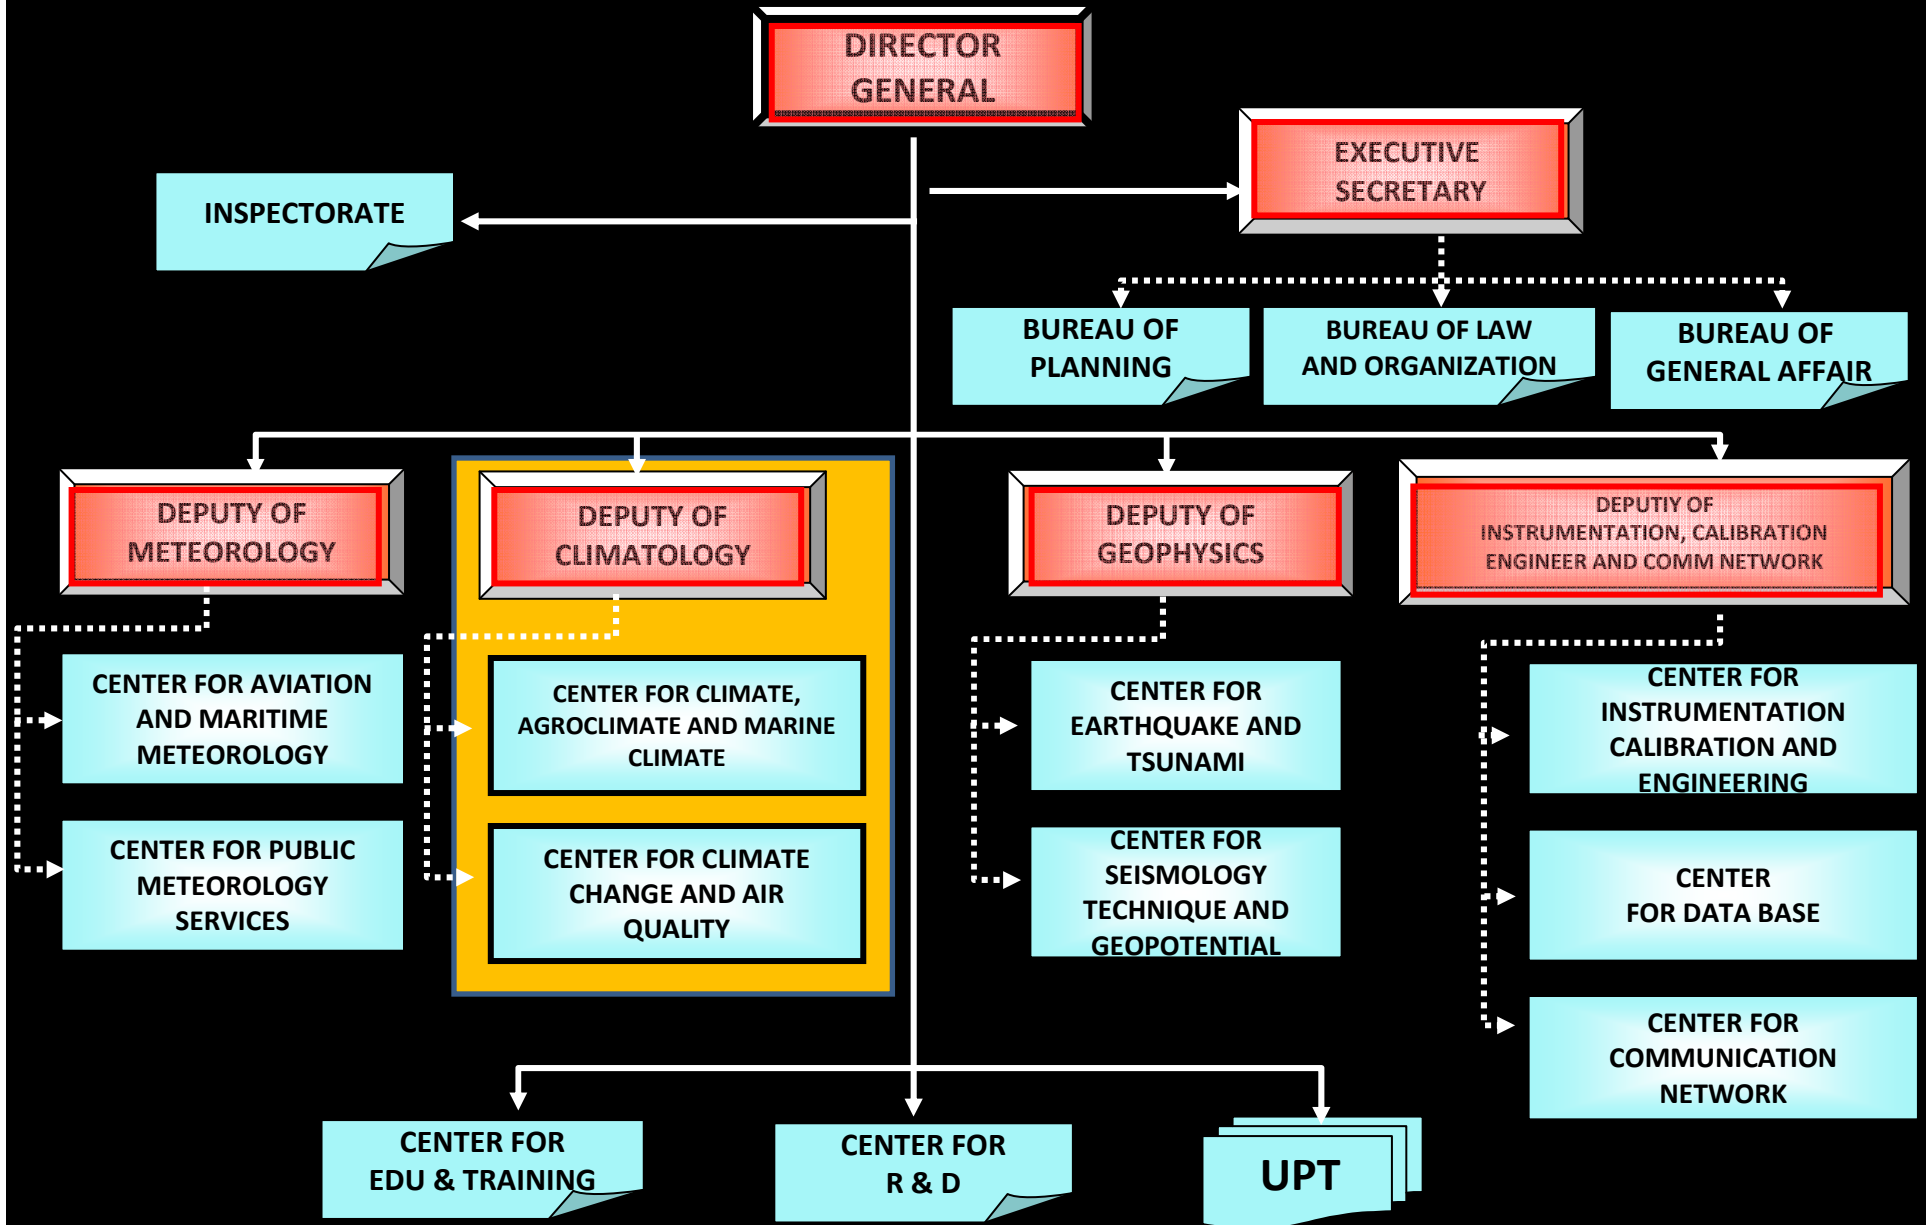 DIRECTOR
GENERAL
EXECUTIVE
SECRETARY
INSPECTORATE
BUREAU OF
PLANNING
BUREAU OF LAW
AND ORGANIZATION
BUREAU OF
GENERAL AFFAIR
DEPUTY OF
METEOROLOGY
DEPUTY OF
CLIMATOLOGY
DEPUTY OF
GEOPHYSICS
DEPUTIY OF
INSTRUMENTATION, CALIBRATION
ENGINEER AND COMM NETWORK
CENTER FOR AVIATION
AND MARITIME
METEOROLOGY
CENTER FOR PUBLIC
METEOROLOGY
SERVICES
CENTER FOR CLIMATE,
AGROCLIMATE AND MARINE
CLIMATE
CENTER FOR CLIMATE
CHANGE AND AIR
QUALITY
CENTER FOR
EARTHQUAKE AND
TSUNAMI
CENTER FOR
SEISMOLOGY
TECHNIQUE AND
GEOPOTENTIAL
CENTER FOR
INSTRUMENTATION
CALIBRATION AND
ENGINEERING
CENTER
FOR DATA BASE
CENTER FOR
COMMUNICATION
NETWORK
CENTER FOR
EDU & TRAINING
CENTER FOR
R & D
UPT